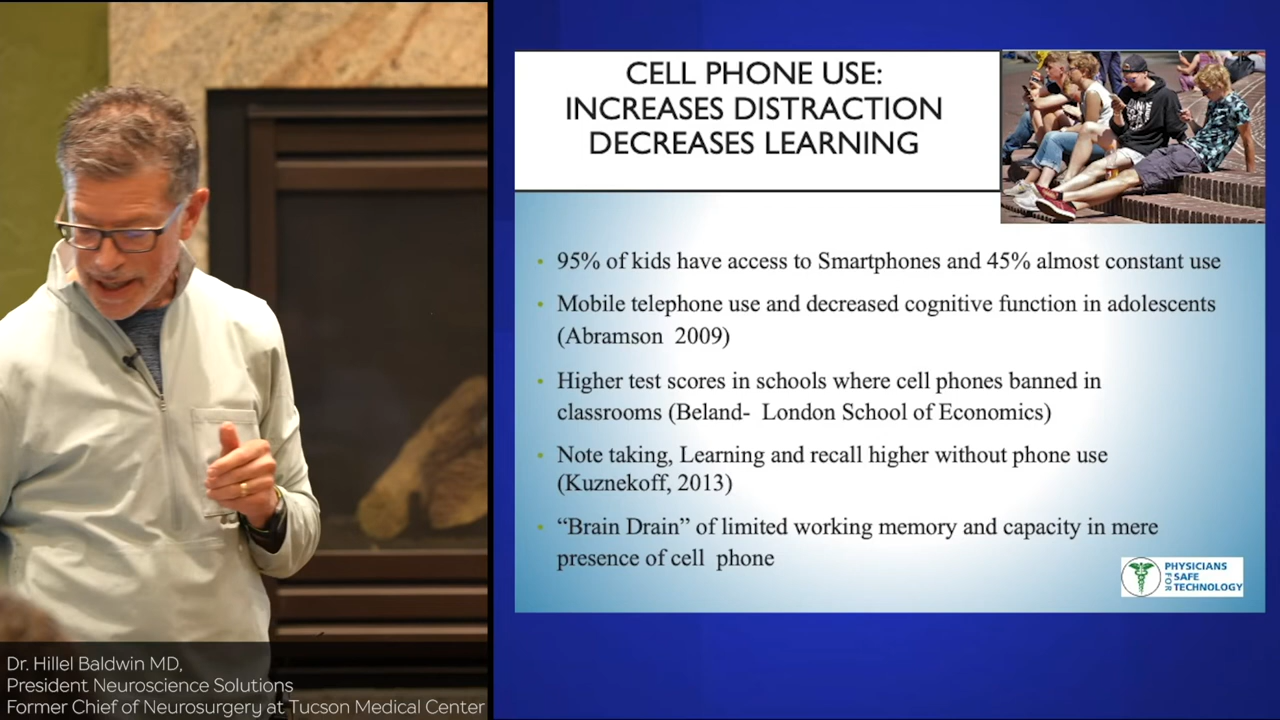 CELL PHONE USE:
INCREASES DISTRACTION
DECREASES LEARNING
95% of kids have access to Smartphones and 45% almost constant use
Mobile telephone use and decreased cognitive function in adolescents
(Abramson 2009)
Higher test scores in schools where cell phones banned in
classrooms (Beland- London School of Economics)
Note taking, Learning and recall higher without phone use
(Kuznekoff, 2013)
“Brain Drain” of limited working memory and capacity in mere
presence of cell phone
PHYSICIANS
FOR SAFE
TECHNOLOGY
Dr. Hillel Baldwin MD,
President Neuroscience Solutions
Former Chief of Neurosurgery at Tucson Medical Center